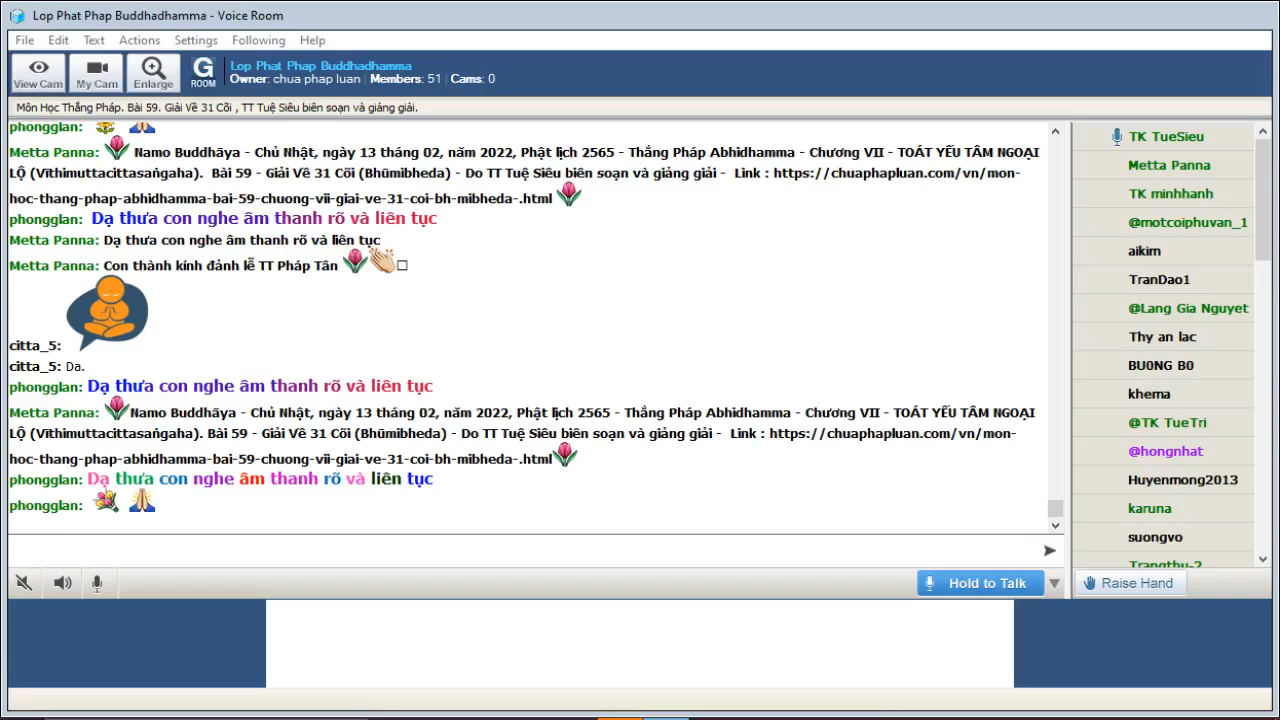 Lop Phat Phap Buddhadhamma - Voice Room
File Edit Text Actions Settings Following Help
View Cam My Cam Enlarge G ROOM
Lop Phat Phap Buddhadhamma
Owner: chua phap luan | Members: 51 | Cams: 0
Môn Học Thắng Pháp. Bài 59. Giải Về 31 Cõi , TT Tuệ Siêu biên soạn và giảng giải.
phongglan:
Metta Panna: Namo Buddhāya - Chủ Nhật, ngày 13 tháng 02, năm 2022, Phật lịch 2565 - Thắng Pháp Abhidhamma - Chương VII - TOÁT YẾU TÂM NGOẠI
LỘ (Vīthimuttacittasaṅgaha). Bài 59 - Giải Về 31 Cõi (Bhūmibheda) - Do TT Tuệ Siêu biên soạn và giảng giải - Link : https://chuaphapluan.com/vn/mon-
hoc-thang-phap-abhidhamma-bai-59-chuong-vii-giai-ve-31-coi-bh-mibheda-.html
phongglan: Dạ thưa con nghe âm thanh rõ và liên tục
Metta Panna: Dạ thưa con nghe âm thanh rõ và liên tục
Metta Panna: Con thành kính đảnh lễ TT Pháp Tân
citta_5:
citta_5: Da.
phongglan: Dạ thưa con nghe âm thanh rõ và liên tục
Metta Panna: Namo Buddhāya - Chủ Nhật, ngày 13 tháng 02, năm 2022, Phật lịch 2565 - Thắng Pháp Abhidhamma - Chương VII - TOÁT YẾU TÂM NGOẠI
LỘ (Vīthimuttacittasaṅgaha). Bài 59 - Giải Về 31 Cõi (Bhūmibheda) - Do TT Tuệ Siêu biên soạn và giảng giải - Link : https://chuaphapluan.com/vn/mon-
hoc-thang-phap-abhidhamma-bai-59-chuong-vii-giai-ve-31-coi-bh-mibheda-.html
phongglan: Dạ thưa con nghe âm thanh rõ và liên tục
phongglan:
TK TueSieu
Metta Panna
TK minhhanh
@motcoiphuvan_1
aikim
TranDao1
@Lang Gia Nguyet
Thy an lac
BU0NG B0
khema
@TK TueTri
@hongnhat
Huyenmong2013
karuna
suongvo
Trangthu-2
Hold to Talk
Raise Hand